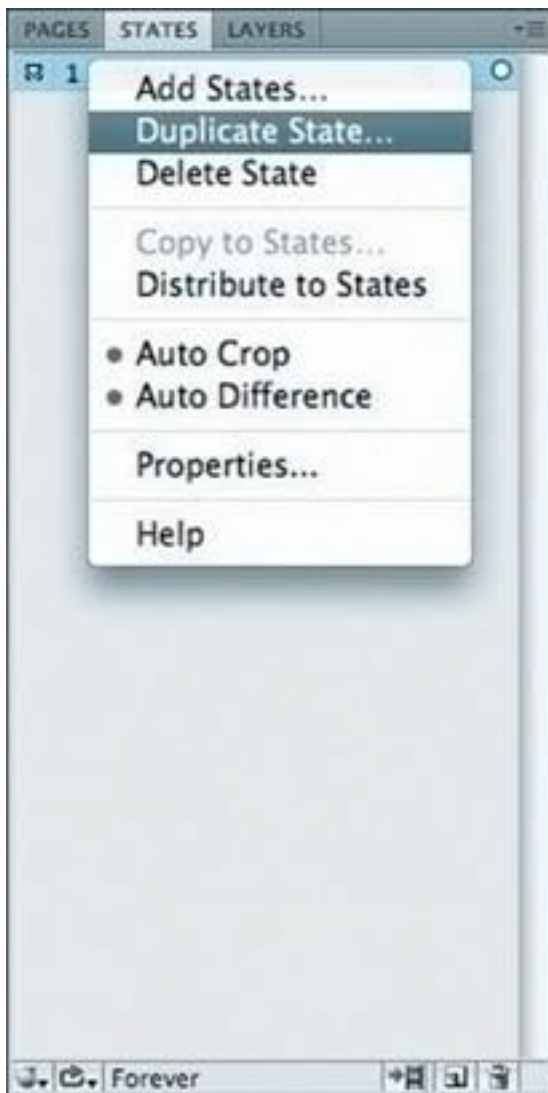 PAGES STATES LAYERS
1
Add States...
Duplicate State...
Delete State
Copy to States...
Distribute to States
Auto Crop
Auto Difference
Properties...
Help
Forever